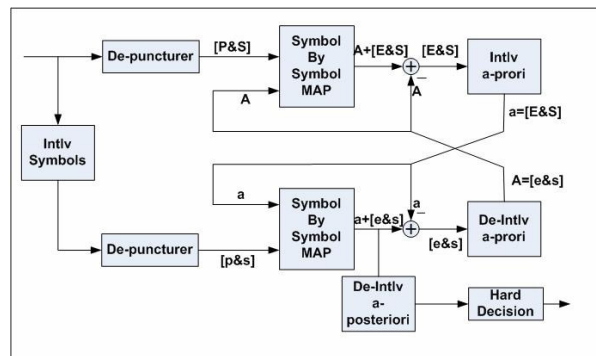 De-puncturer
[P&S]
Symbol
By
Symbol
MAP
A+[E&S]
[E&S]
Intlv
a-prori
A
A
a=[E&S]
Intlv
Symbols
A=[e&s]
a
a
De-puncturer
[p&s]
Symbol
By
Symbol
MAP
a+[e&s]
[e&s]
De-Intlv
a-prori
De-Intlv
a-
posteriori
Hard
Decision